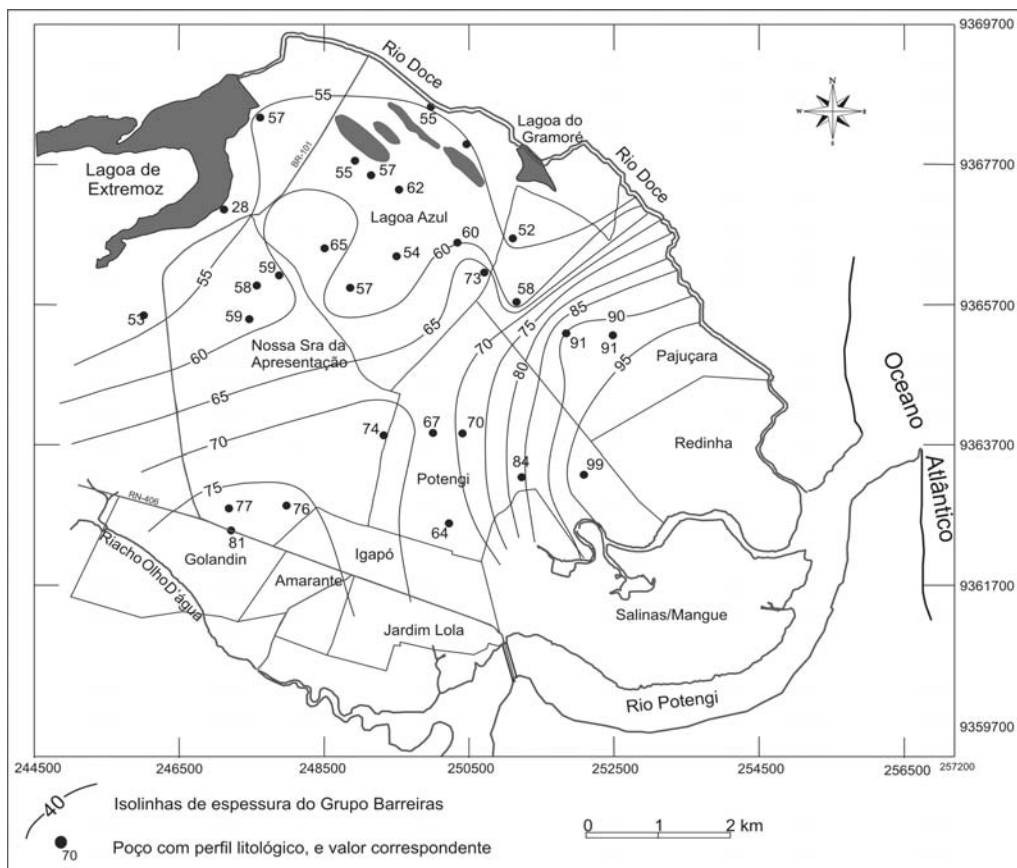 9369700
Rio Doce
55
57
55
Lagoa do
Gramoré
BR-101
9367700
Lagoa de
Extremoz
55
57
62
Rio Doce
28
Lagoa Azul
60
52
65
54
60
55
59
58
57
73
58
85
9365700
53
59
90
75
65
70
91
91
Nossa Sra da
Apresentação
Pajuçara
60
80
95
Oceano
Atlântico
65
70
74
67
70
Redinha
9363700
Potengi
84
99
75
RN-406
77
76
64
81
Igapó
Golandin
Riacho Olho D'água
Amarante
9361700
Salinas/Mangue
Jardim Lola
Rio Potengi
9359700
2444500 246500 248500 250500 252500 254500 256500 257200
N
W E
S
40 Isolinhas de espessura do Grupo Barreiras
0 1 2 km
70 Poço com perfil litológico, e valor correspondente